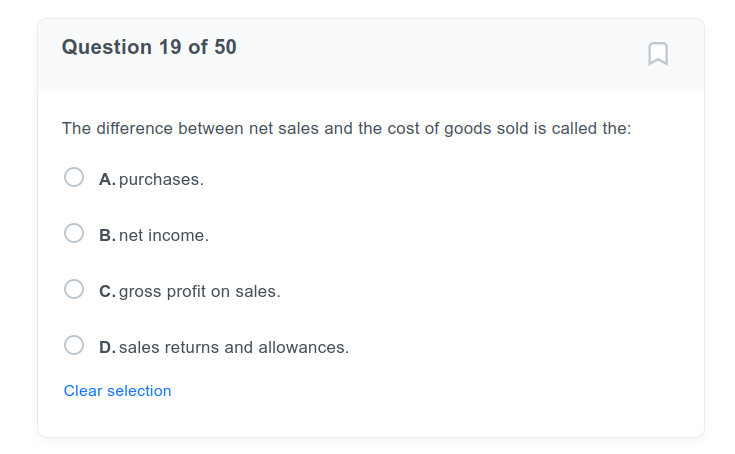 Question 19 of 50
The difference between net sales and the cost of goods sold is called the:
A. purchases.
B. net income.
C. gross profit on sales.
D. sales returns and allowances.
Clear selection